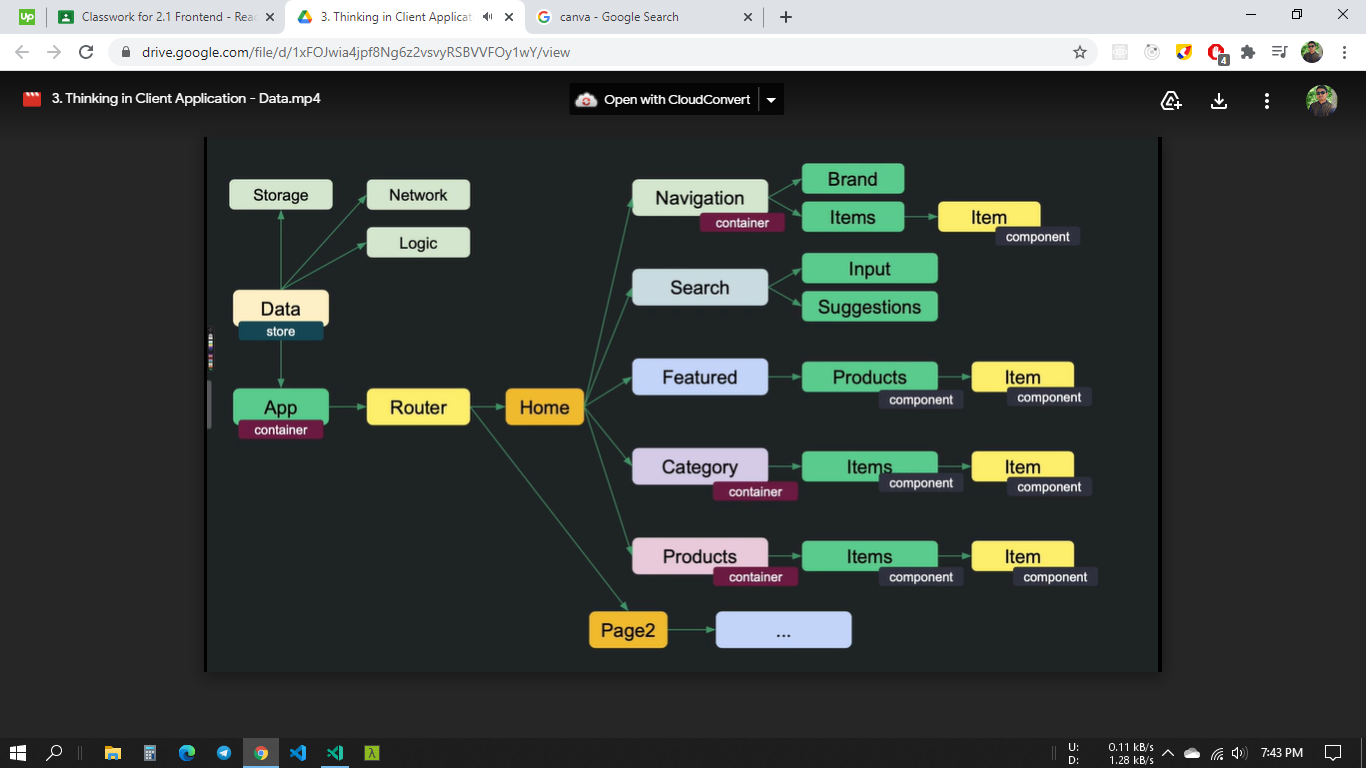 Up
Classwork for 2.1 Frontend - Rea
3. Thinking in Client Applicat
canva - Google Search
drive.google.com/file/d/1xFOJwia4jpf8Ng6z2vsvyRSBVVFOy1wY/view
4
3. Thinking in Client Application - Data.mp4
Open with CloudConvert
Storage
Network
Logic
Data
store
App
container
Router
Home
Navigation
container
Brand
Items
Item
component
Search
Input
Suggestions
Featured
Products
component
Item
component
Category
container
Items
component
Item
component
Products
container
Items
component
Item
component
Page2
...
U: 0.11 kB/s
D: 1.28 kB/s
7:43 PM